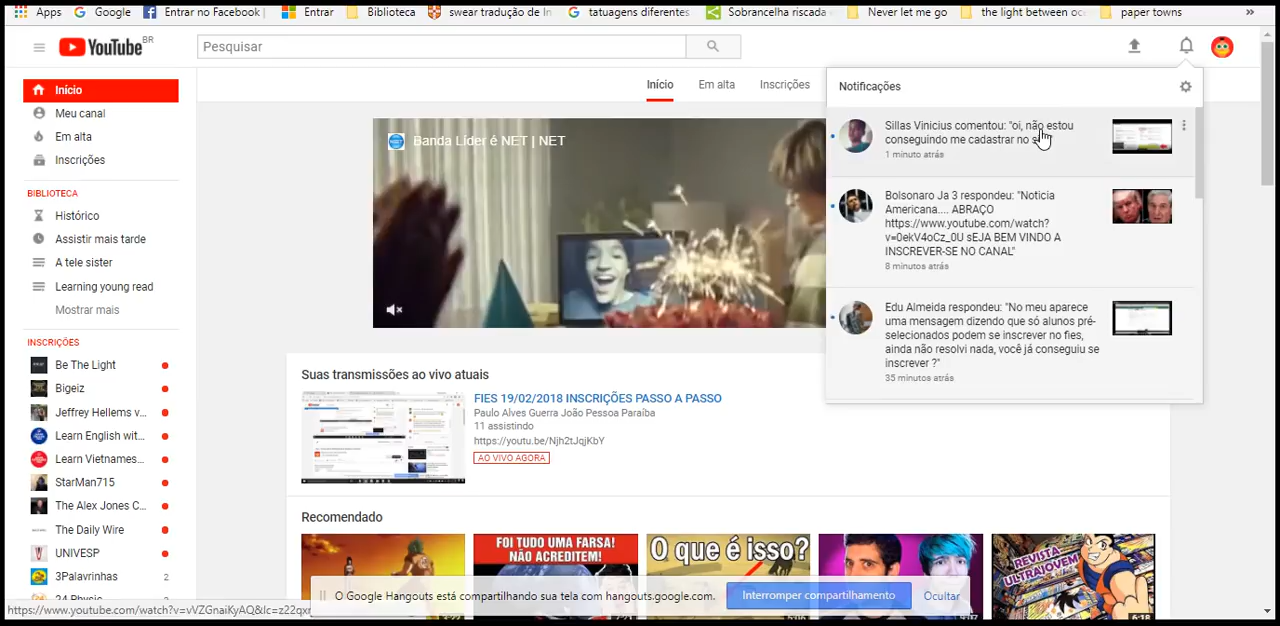 Apps
Google
Entrar no Facebook
Entrar
Biblioteca
swear tradução de In
tatuagens diferentes
Sobrancelha riscada
Never let me go
the light between oce
paper towns
»
YouTube BR
Pesquisar
Início
Em alta
Inscrições
Início
Meu canal
Em alta
Inscrições
BIBLIOTECA
Histórico
Assistir mais tarde
A tele sister
Learning young read
Mostrar mais
INSCRIÇÕES
Be The Light
Bigeiz
Jeffrey Hellems v...
Learn English wit...
Learn Vietnames...
StarMan715
The Alex Jones C...
The Daily Wire
UNIVESP
3Palavrinhas 2
24 Physic
Banda Líder é NET | NET
Notificações
Sillas Vinicius comentou: "oi, não estou
conseguindo me cadastrar no
1 minuto atrás
Bolsonaro Ja 3 respondeu: "Noticia
Americana.... ABRAÇO
https://www.youtube.com/watch?
v=0ekV4oCz_0U sEJA BEM VINDO A
INSCREVER-SE NO CANAL"
8 minutos atrás
Edu Almeida respondeu: "No meu aparece
uma mensagem dizendo que só alunos pré-
selecionados podem se inscrever no fies,
ainda não resolvi nada, você já conseguiu se
inscrever ?"
35 minutos atrás
Suas transmissões ao vivo atuais
FIES 19/02/2018 INSCRIÇÕES PASSO A PASSO
Paulo Alves Guerra João Pessoa Paraíba
11 assistindo
https://youtu.be/Njh2tJqjKbY
AO VIVO AGORA
Recomendado
FOI TUDO UMA FARSA!
NÃO ACREDITEM!
O que é isso?
REVISTA
ULTRAJOVEM
O Google Hangouts está compartilhando sua tela com hangouts.google.com.
Interromper compartilhamento
Ocultar